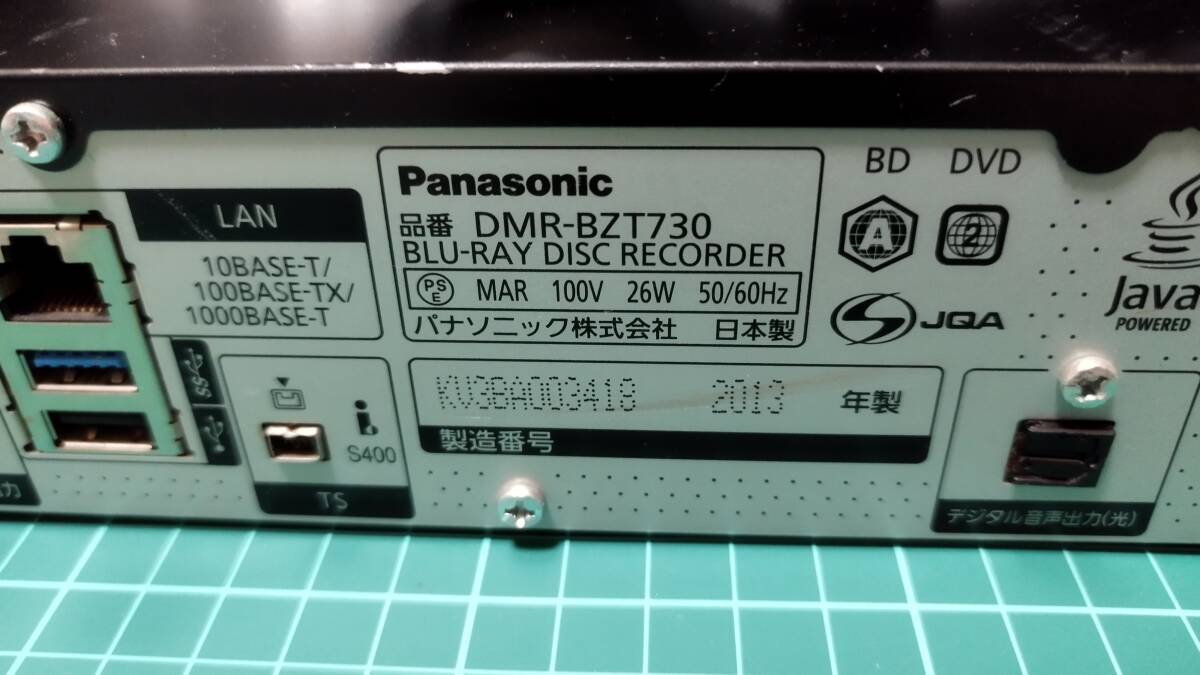 LAN
10BASE-T/
100BASE-TX/
1000BASE-T
SS
S400
TS
Panasonic
品番 DMR-BZT730
BLU-RAY DISC RECORDER
PSE MAR 100V 26W 50/60Hz
パナソニック株式会社 日本製
KV3BA003418 2013 年製
製造番号
BD DVD
A 2
JQA
Java
POWERED
デジタル音声出力(光)
力